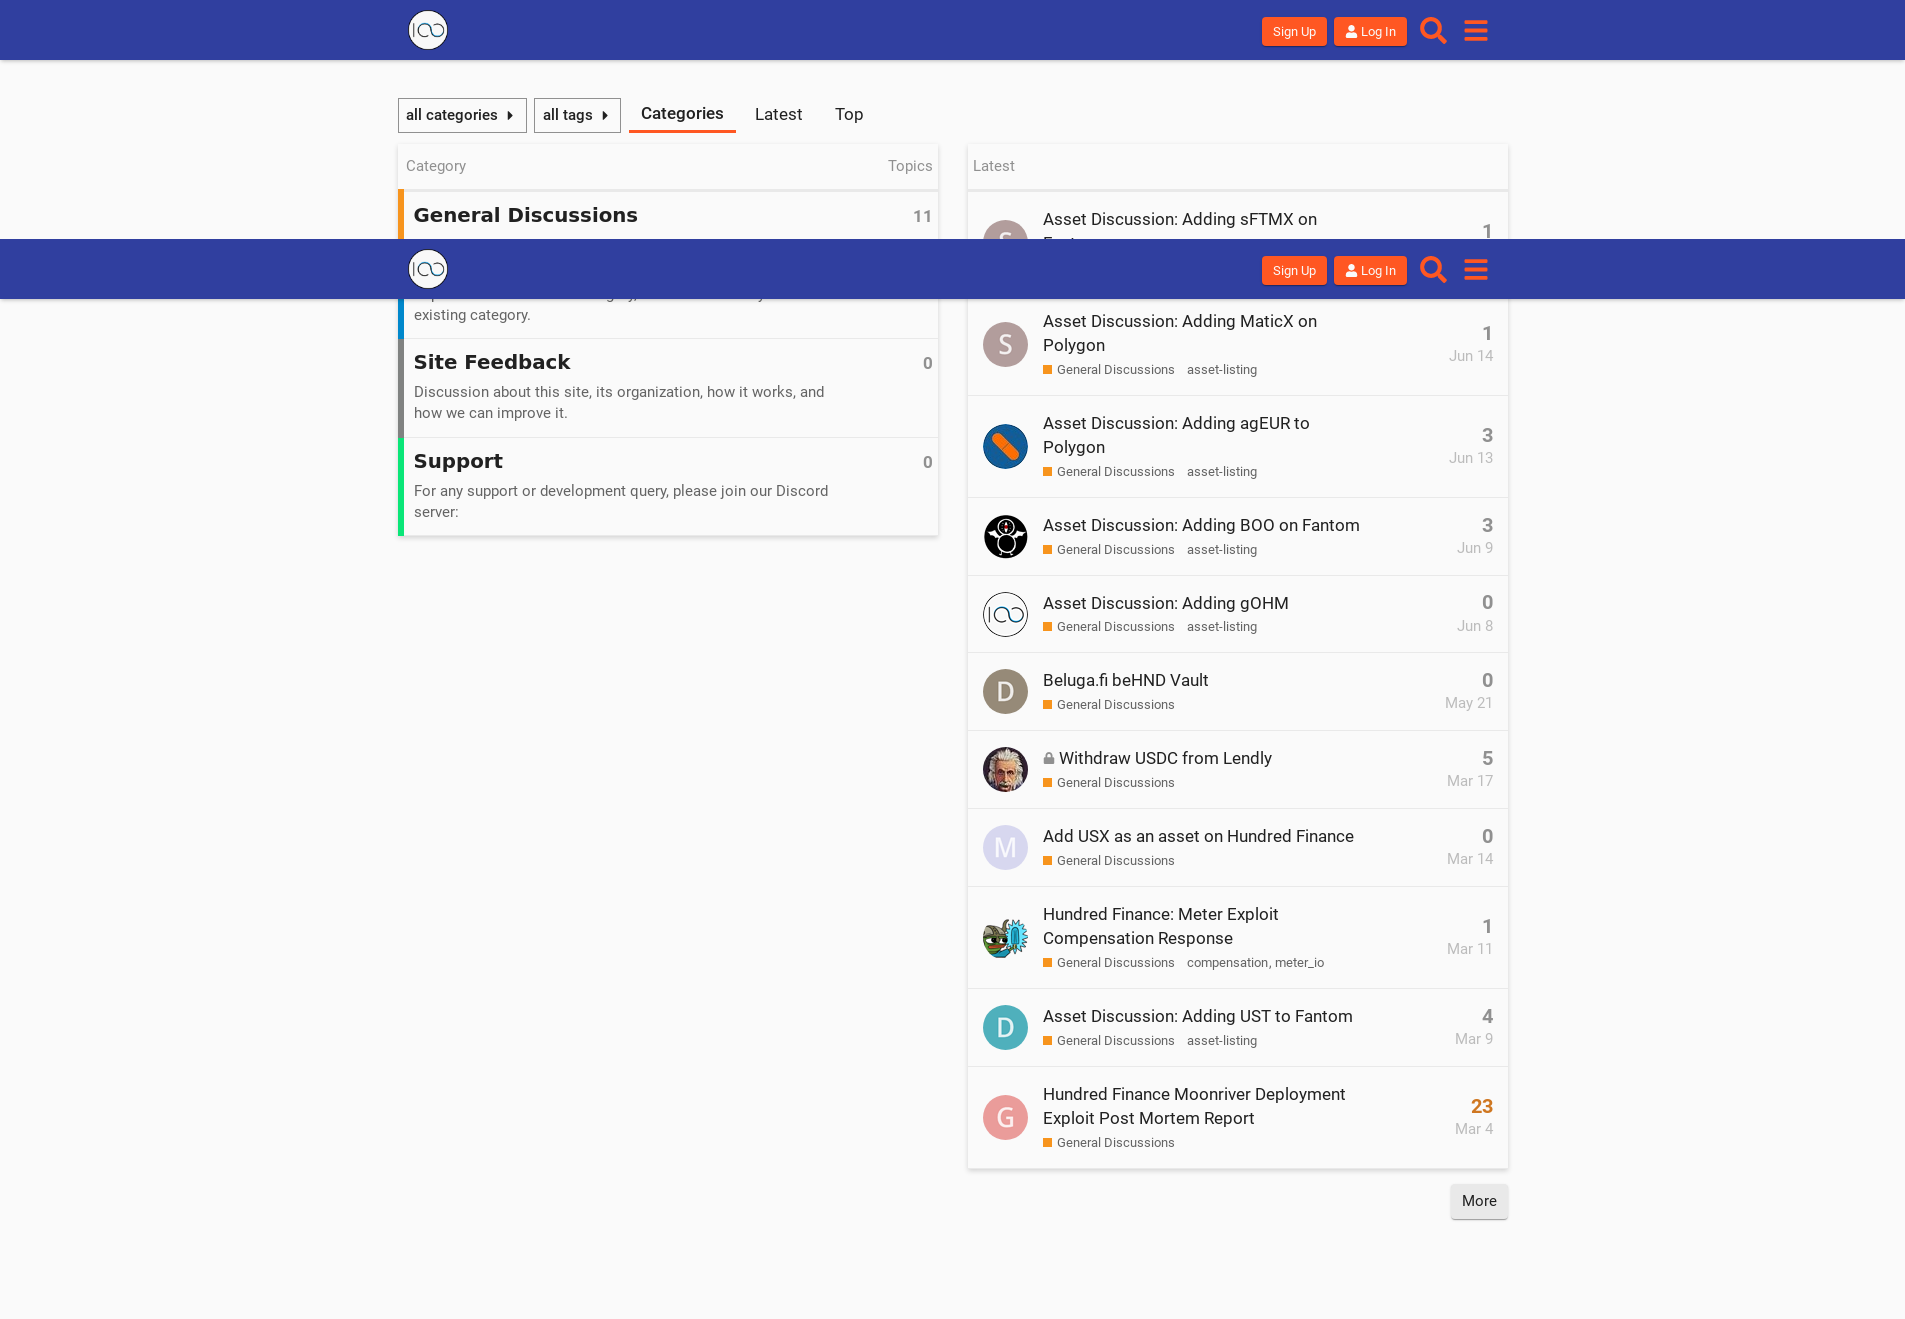 Sign Up
Log In
all categories
all tags
Categories
Latest
Top
Category
Topics
General Discussions
11
Sign Up
Log In
existing category.
Site Feedback
0
Discussion about this site, its organization, how it works, and
how we can improve it.
Support
0
For any support or development query, please join our Discord
server:
Latest
Asset Discussion: Adding sFTMX on
1
Asset Discussion: Adding MaticX on
Polygon
1
Jun 14
General Discussions asset-listing
S
Asset Discussion: Adding agEUR to
Polygon
3
Jun 13
General Discussions asset-listing
Asset Discussion: Adding BOO on Fantom
3
General Discussions asset-listing
Jun 9
Asset Discussion: Adding gOHM
0
General Discussions asset-listing
Jun 8
D
Beluga.fi beHND Vault
0
General Discussions
May 21
Withdraw USDC from Lendly
5
General Discussions
Mar 17
M
Add USX as an asset on Hundred Finance
0
General Discussions
Mar 14
Hundred Finance: Meter Exploit
Compensation Response
1
Mar 11
General Discussions compensation, meter_io
D
Asset Discussion: Adding UST to Fantom
4
General Discussions asset-listing
Mar 9
G
Hundred Finance Moonriver Deployment
Exploit Post Mortem Report
23
Mar 4
General Discussions
More